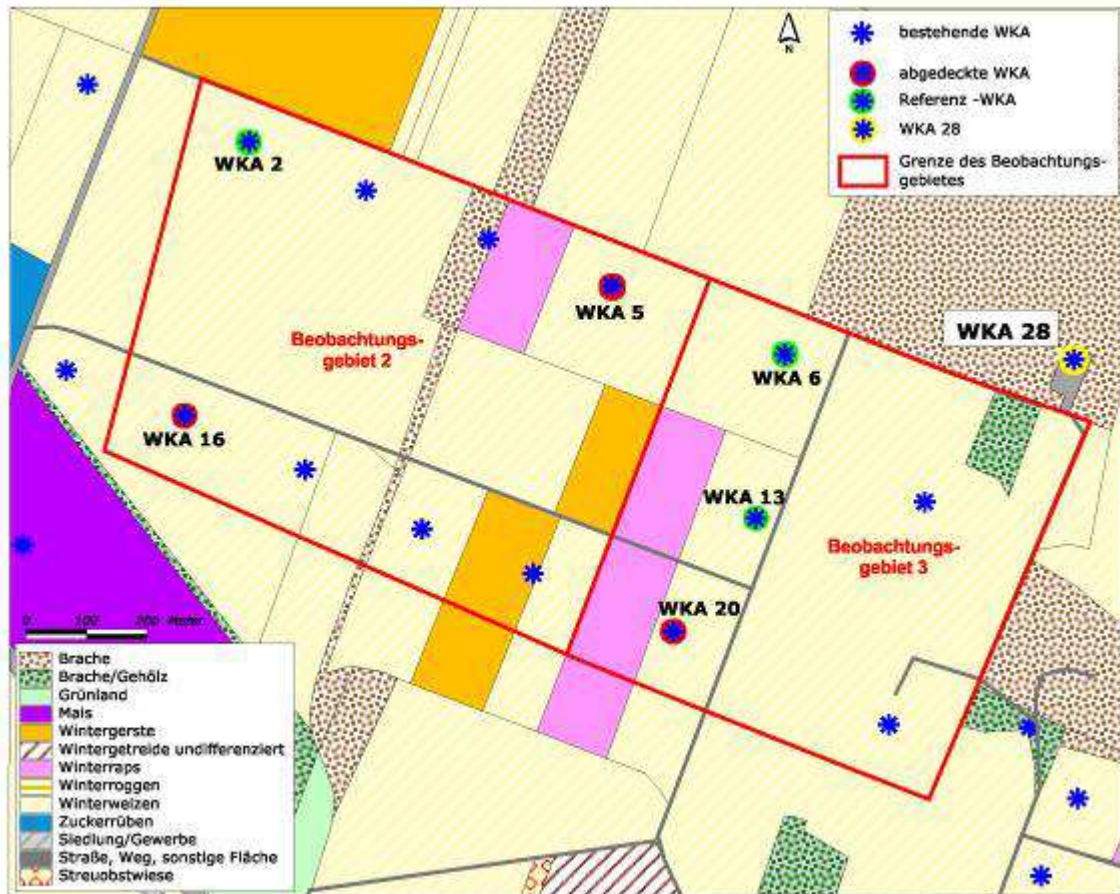 N
bestehende WKA
abgedeckte WKA
Referenz -WKA
WKA 28
Grenze des Beobachtungs-
gebietes
WKA 2
WKA 5
WKA 28
Beobachtungs-
gebiet 2
WKA 6
WKA 16
WKA 13
Beobachtungs-
gebiet 3
WKA 20
0 100 200 Meter
Brache
Brache/Gehölz
Grünland
Mais
Wintergerste
Wintergetreide undifferenziert
Winterraps
Winterroggen
Winterweizen
Zuckerrüben
Siedlung/Gewerbe
Straße, Weg, sonstige Fläche
Streuobstwiese